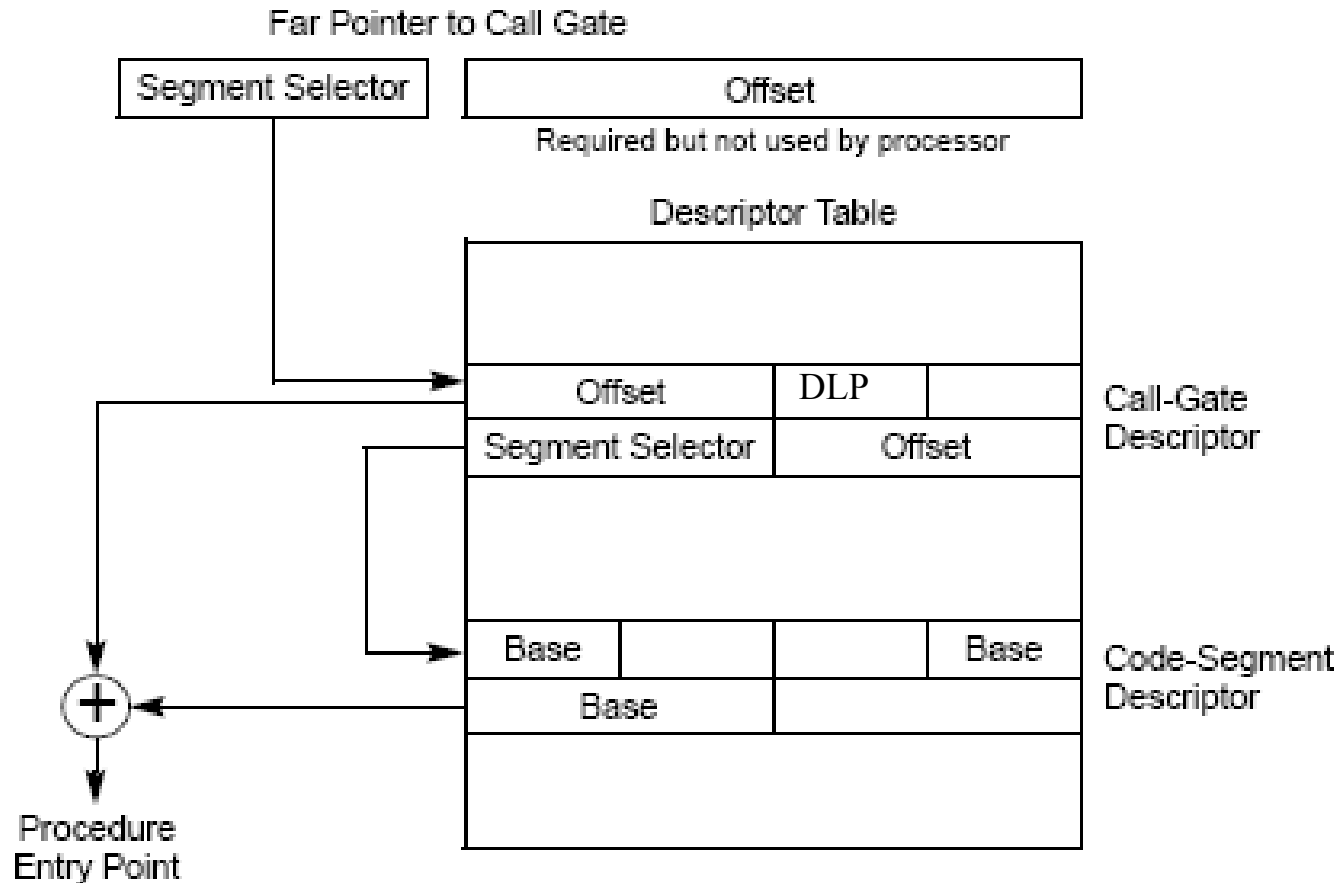 Far Pointer to Call Gate
Segment Selector
Offset
Required but not used by processor
Descriptor Table
Offset
DLP
Call-Gate
Descriptor
Segment Selector
Offset
Base
Base
Code-Segment
Descriptor
Base
+
Procedure
Entry Point